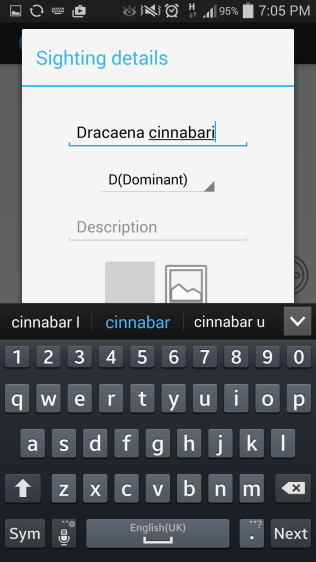 H 95% 7:05 PM
Sighting details
Dracaena cinnabari
D(Dominant)
Description
cinnabar l cinnabar cinnabar u
1 2 3 4 5 6 7 8 9 0
q w e r t y u i o p
a s d f g h j k l
z x c v b n m
Sym English(UK) . ? Next